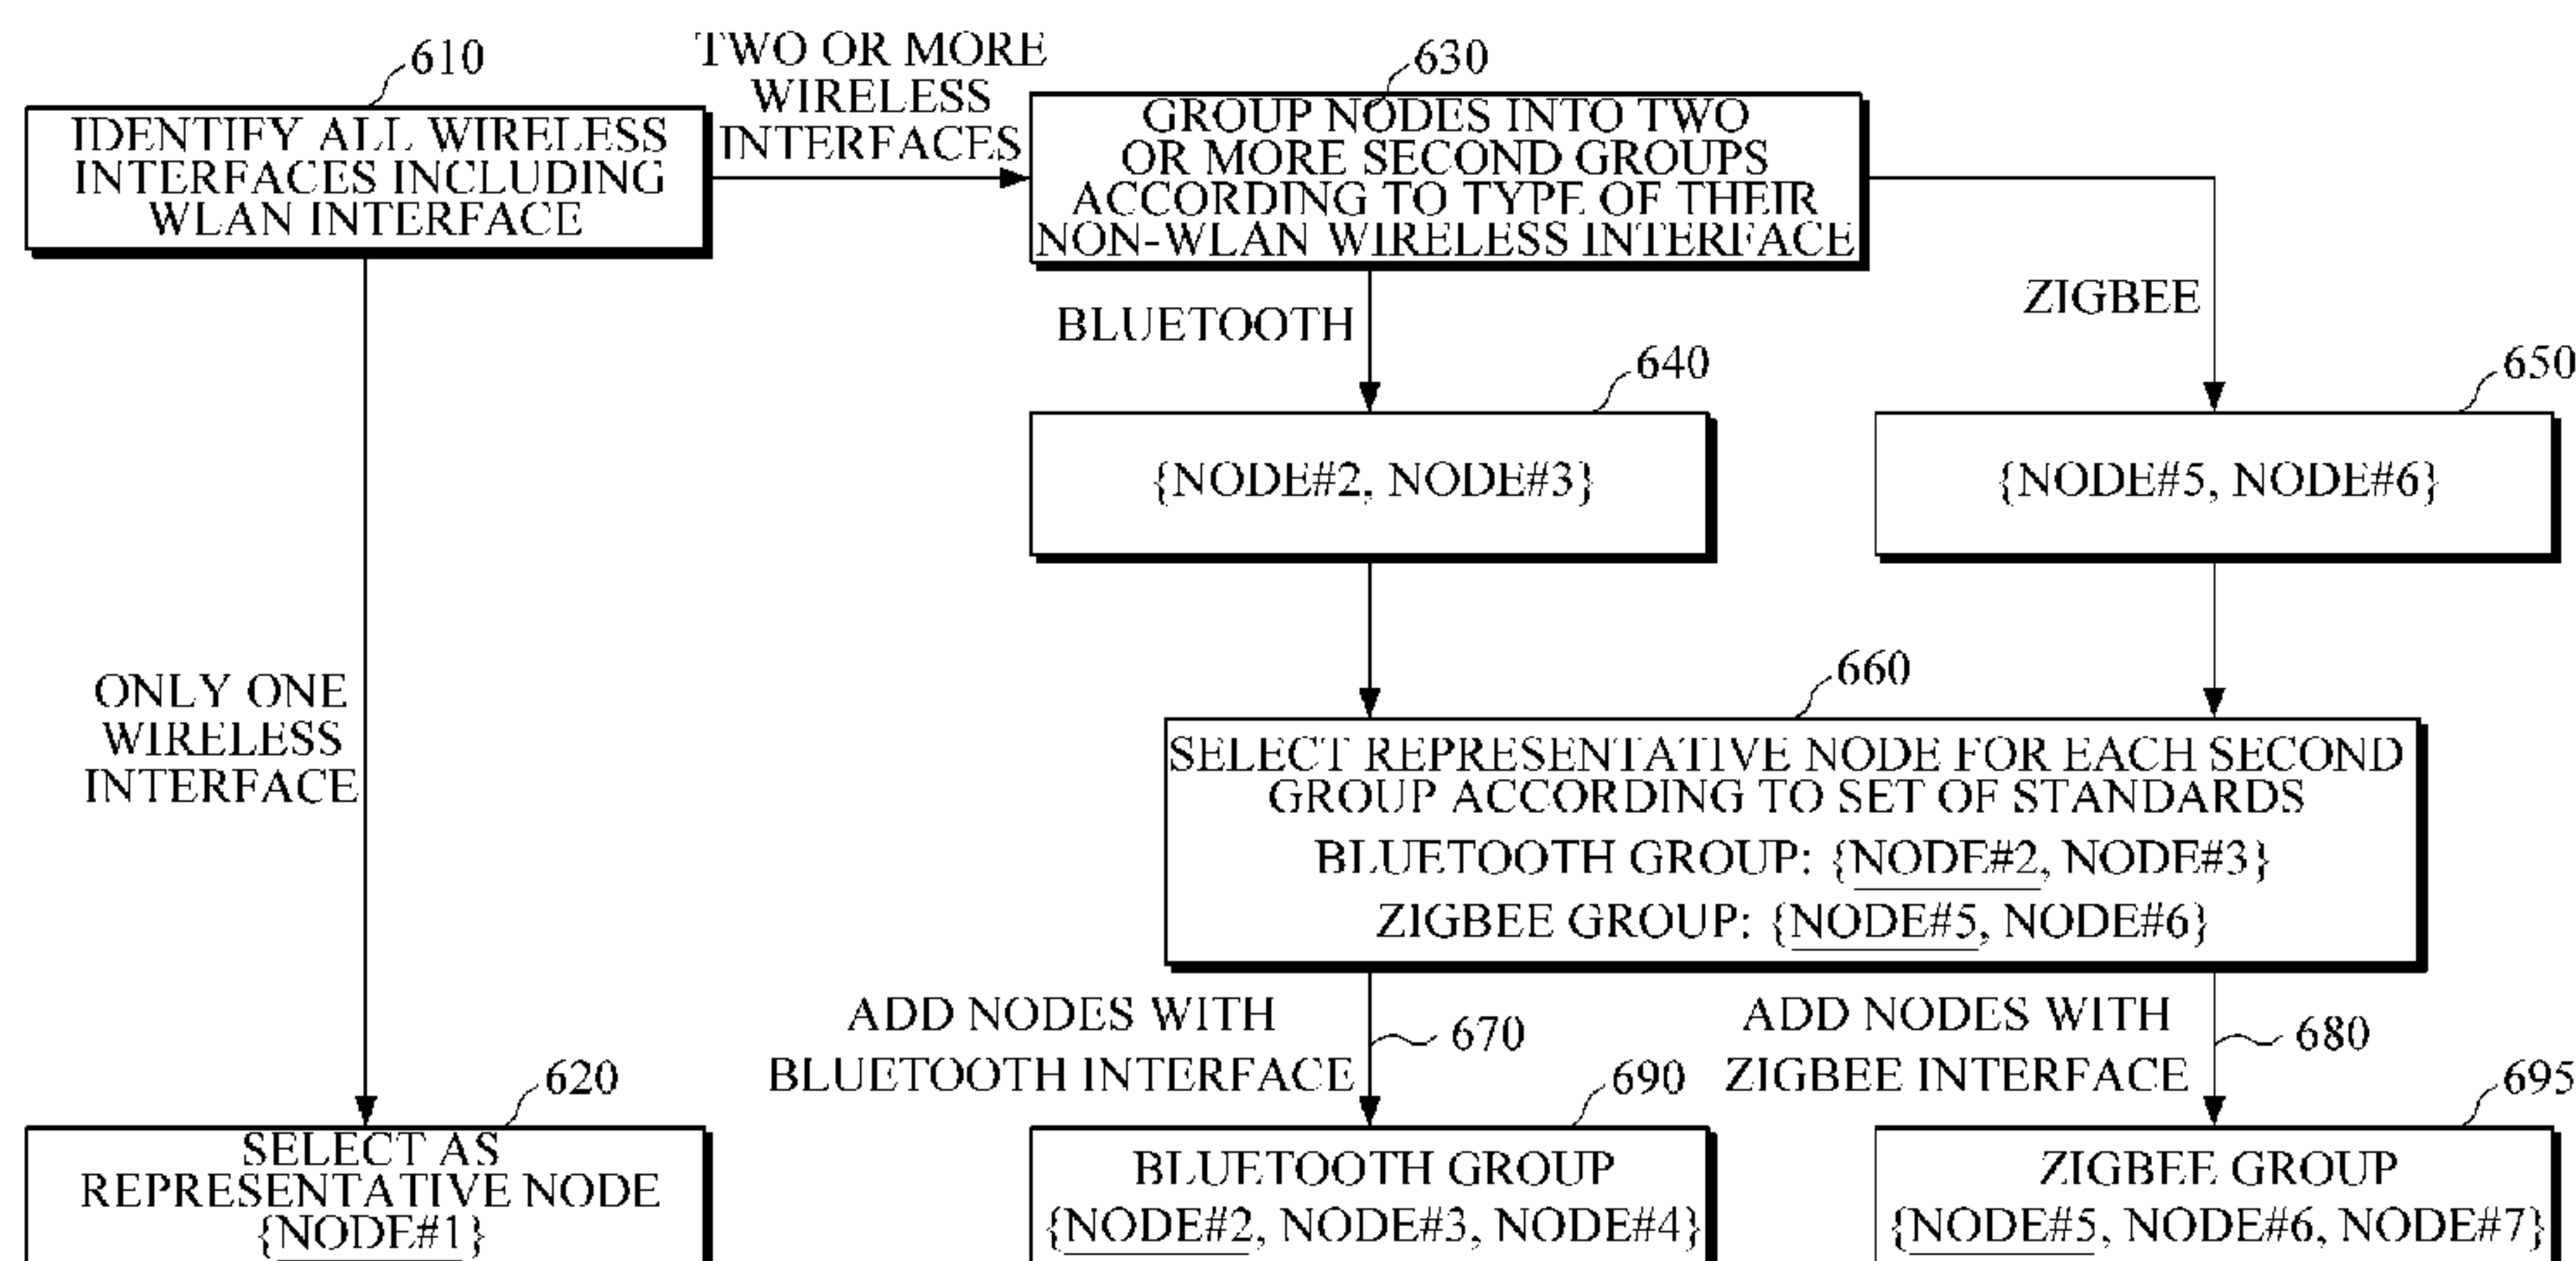 610
IDENTIFY ALL WIRELESS
INTERFACES INCLUDING
WLAN INTERFACE
TWO OR MORE
WIRELESS
INTERFACES
630
GROUP NODES INTO TWO
OR MORE SECOND GROUPS
ACCORDING TO TYPE OF THEIR
NON-WLAN WIRELESS INTERFACE
BLUETOOTH
ZIGBEE
640
{NODE#2, NODE#3}
650
{NODE#5, NODE#6}
ONLY ONE
WIRELESS
INTERFACE
660
SELECT REPRESENTATIVE NODE FOR EACH SECOND
GROUP ACCORDING TO SET OF STANDARDS
BLUETOOTH GROUP: {NODE#2, NODE#3}
ZIGBEE GROUP: {NODE#5, NODE#6}
ADD NODES WITH
BLUETOOTH INTERFACE
670
ADD NODES WITH
ZIGBEE INTERFACE
680
620
SELECT AS
REPRESENTATIVE NODE
{NODE#1}
690
BLUETOOTH GROUP
{NODE#2, NODE#3, NODE#4}
695
ZIGBEE GROUP
{NODE#5, NODE#6, NODE#7}